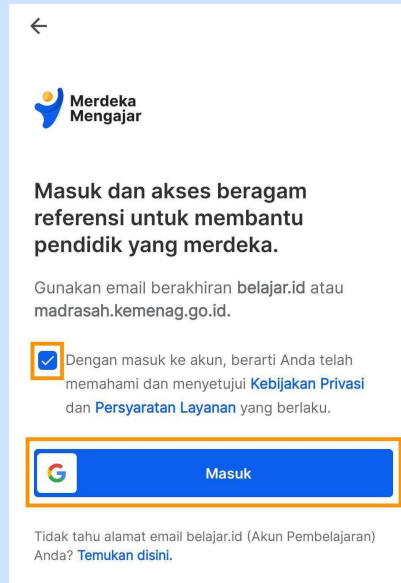 Merdeka
Mengajar
Masuk dan akses beragam
referensi untuk membantu
pendidik yang merdeka.
Gunakan email berakhiran belajar.id atau
madrasah.kemenag.go.id.
Dengan masuk ke akun, berarti Anda telah
memahami dan menyetujui Kebijakan Privasi
dan Persyaratan Layanan yang berlaku.
G Masuk
Tidak tahu alamat email belajar.id (Akun Pembelajaran)
Anda? Temukan disini.